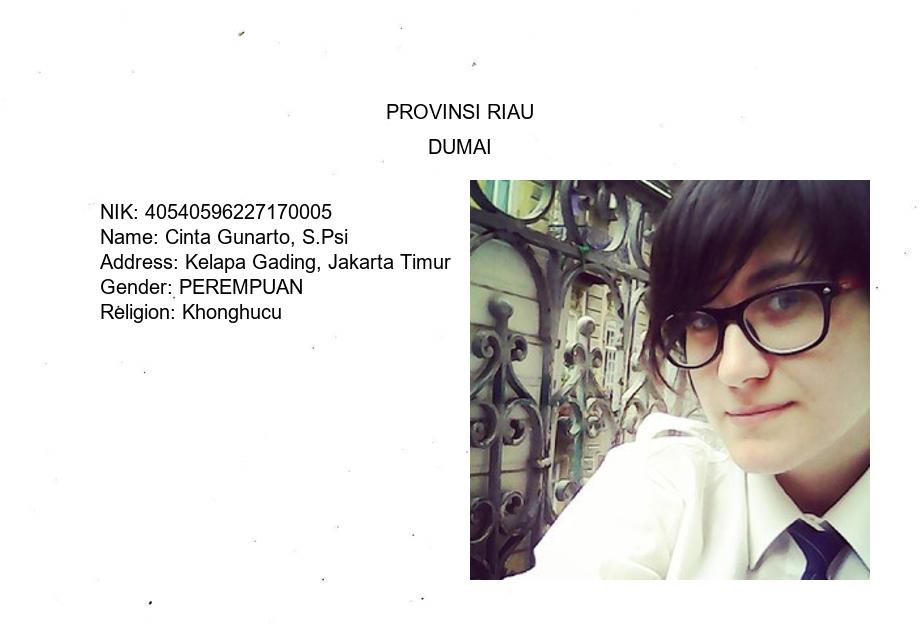 PROVINSI RIAU
DUMAI
NIK: 40540596227170005
Name: Cinta Gunarto, S.Psi
Address: Kelapa Gading, Jakarta Timur
Gender: PEREMPUAN
Religion: Khonghucu